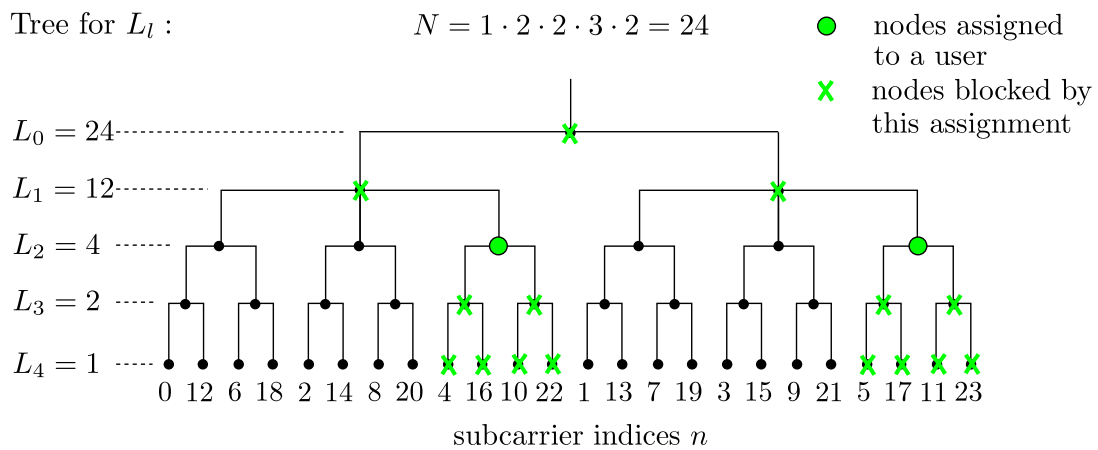 Tree for L_l :
N = 1 · 2 · 2 · 3 · 2 = 24
nodes assigned
to a user
nodes blocked by
this assignment
L_0 = 24
L_1 = 12
L_2 = 4
L_3 = 2
L_4 = 1
0 12 6 18 2 14 8 20 4 16 10 22 1 13 7 19 3 15 9 21 5 17 11 23
subcarrier indices n